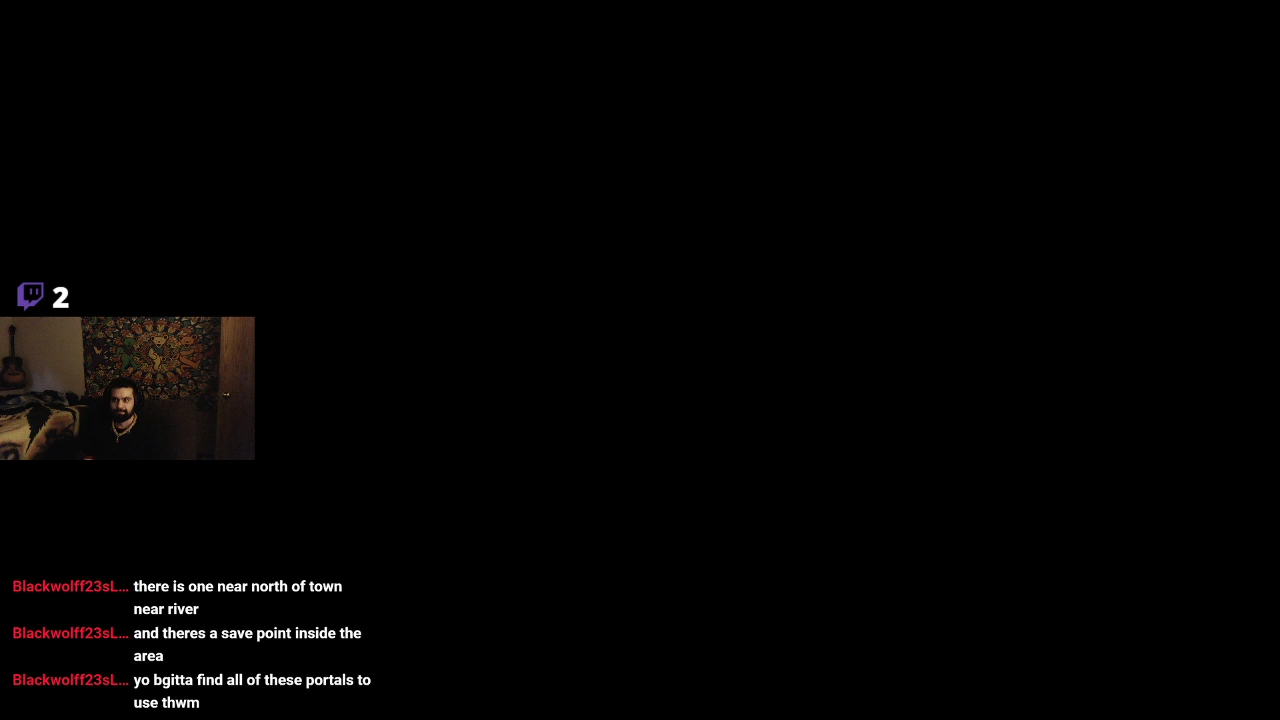 2
Blackwolff23sL... there is one near north of town
near river
Blackwolff23sL... and theres a save point inside the
area
Blackwolff23sL... yo bgitta find all of these portals to
use thwm